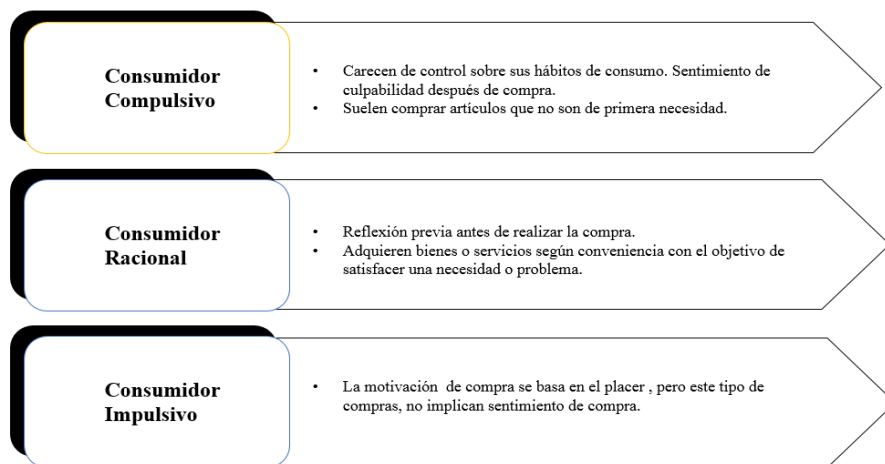 Consumidor
Compulsivo
• Carecen de control sobre sus hábitos de consumo. Sentimiento de
culpabilidad después de compra.
• Suelen comprar artículos que no son de primera necesidad.
Consumidor
Racional
• Reflexión previa antes de realizar la compra.
• Adquieren bienes o servicios según conveniencia con el objetivo de
satisfacer una necesidad o problema.
Consumidor
Impulsivo
• La motivación  de compra se basa en el placer , pero este tipo de
compras, no implican sentimiento de compra.